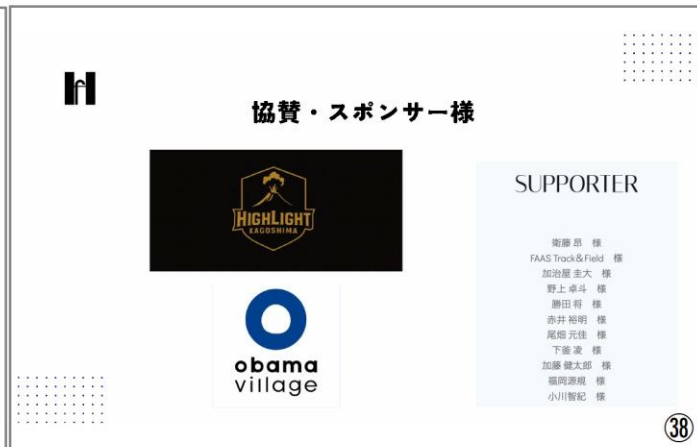 HfH
協賛・スポンサー様
HIGHLIGHT
KAGOSHIMA
obama
village
SUPPORTER
衛藤 昂 様
FAAS Track&Field 様
加治屋 圭大 様
野上 卓斗 様
勝田 将 様
赤井 裕明 様
尾畑 元佳 様
下釜 凌 様
加藤 健太郎 様
福岡源規 様
小川智紀 様
㊳